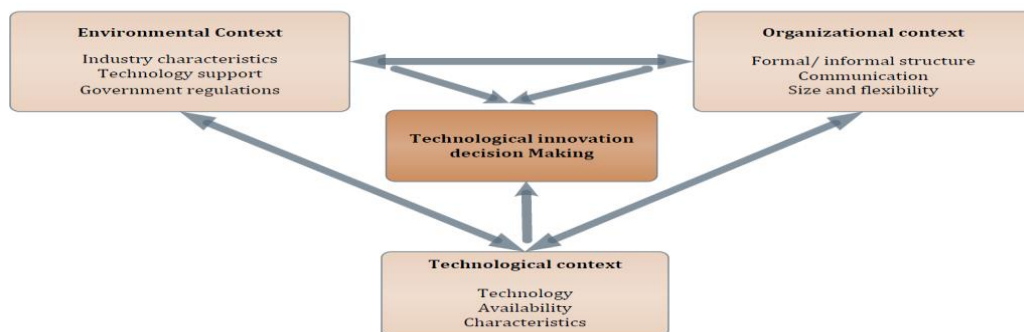 Environmental Context
Industry characteristics
Technology support
Government regulations
Organizational context
Formal/ informal structure
Communication
Size and flexibility
Technological innovation
decision Making
Technological context
Technology
Availability
Characteristics